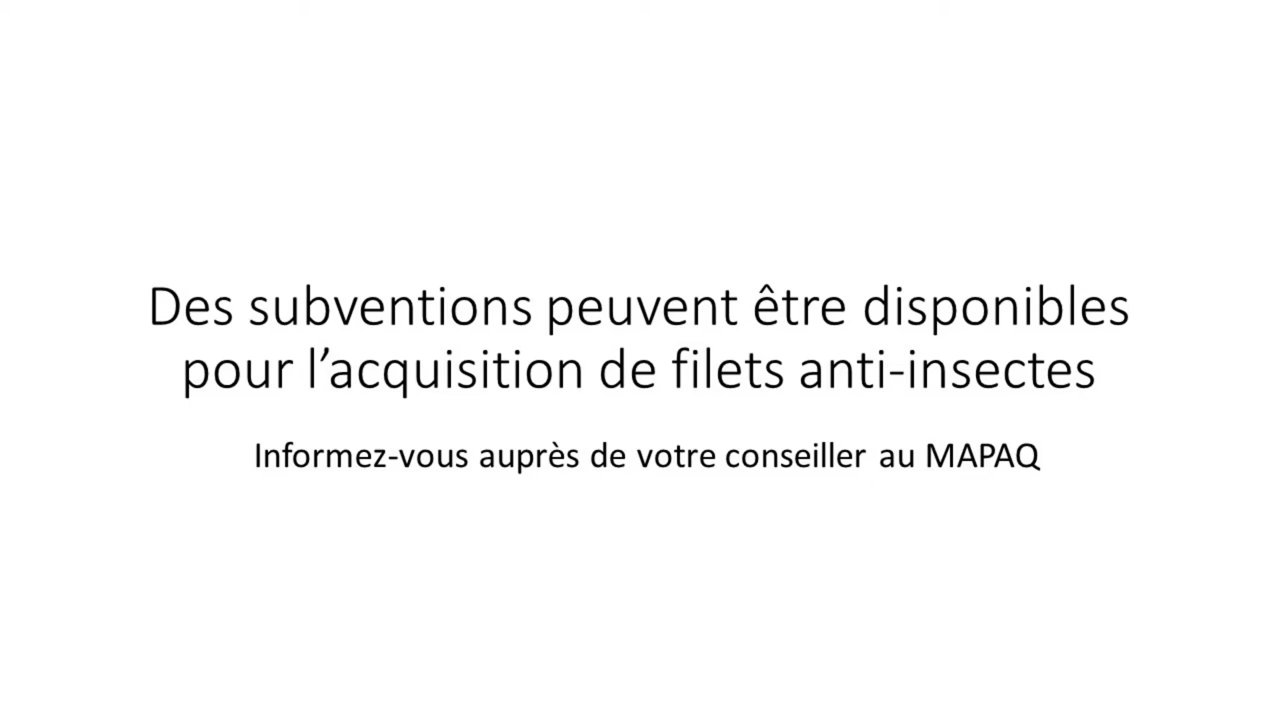 Des subventions peuvent être disponibles
pour l’acquisition de filets anti-insectes
Informez-vous auprès de votre conseiller au MAPAQ